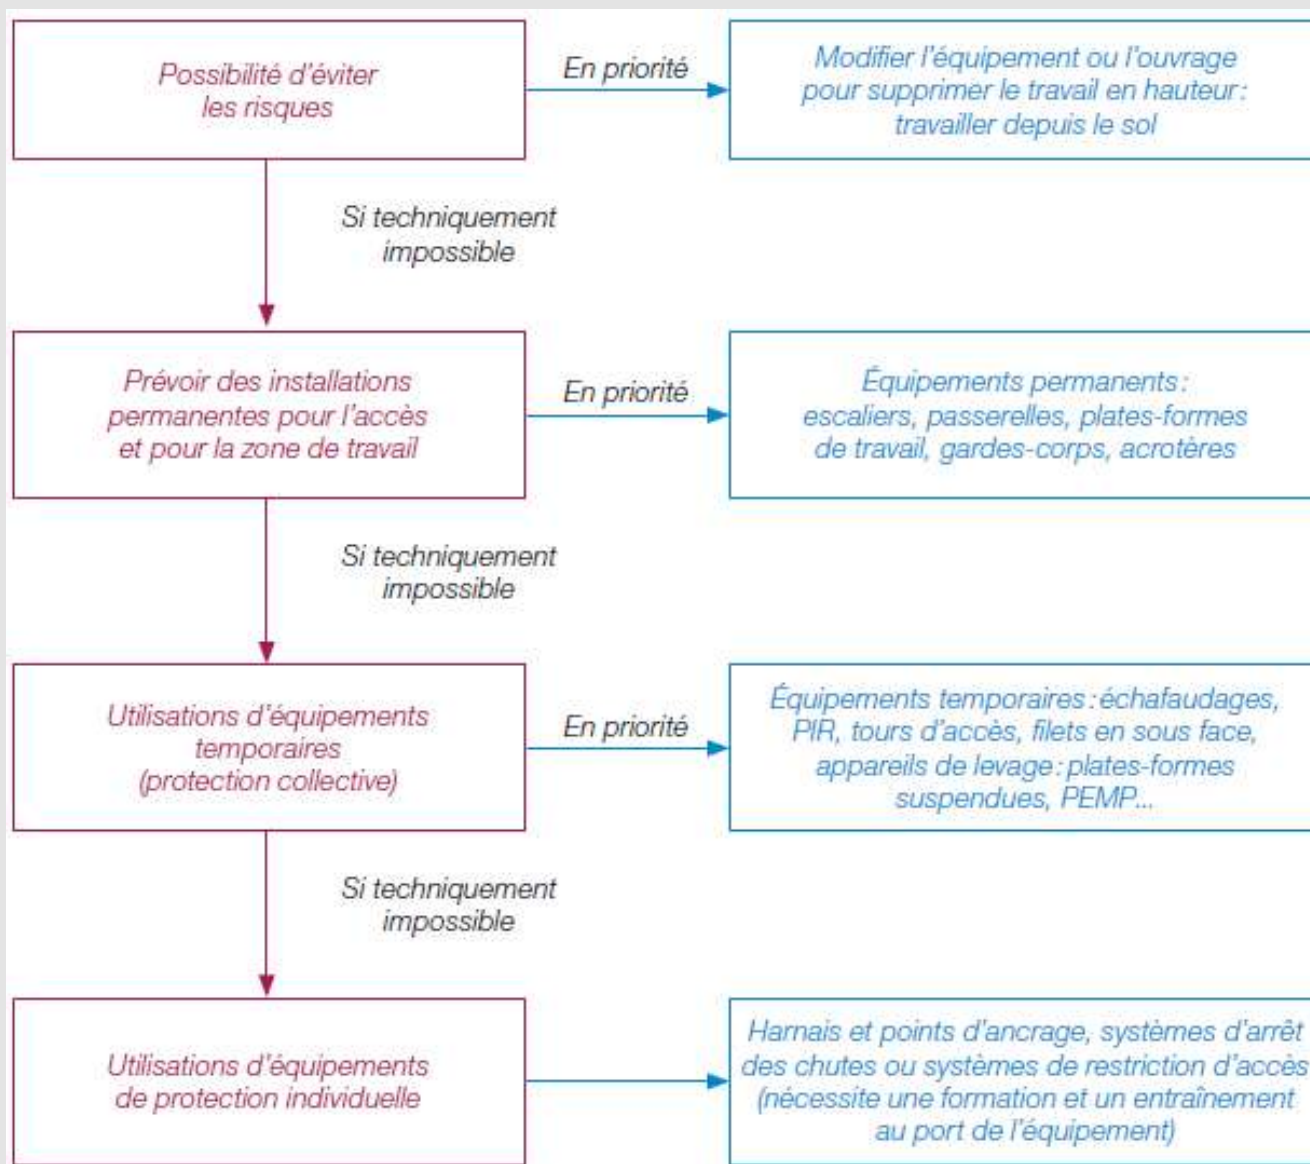 Possibilité d'éviter
les risques
En priorité
Modifier l'équipement ou l'ouvrage
pour supprimer le travail en hauteur :
travailler depuis le sol
Si techniquement
impossible
Prévoir des installations
permanentes pour l'accès
et pour la zone de travail
En priorité
Équipements permanents :
escaliers, passerelles, plates-formes
de travail, gardes-corps, acrotères
Si techniquement
impossible
Utilisations d'équipements
temporaires
(protection collective)
En priorité
Équipements temporaires : échafaudages,
PIR, tours d'accès, filets en sous face,
appareils de levage : plates-formes
suspendues, PEMP...
Si techniquement
impossible
Utilisations d'équipements
de protection individuelle
Harnais et points d'ancrage, systèmes d'arrêt
des chutes ou systèmes de restriction d'accès
(nécessite une formation et un entraînement
au port de l'équipement)